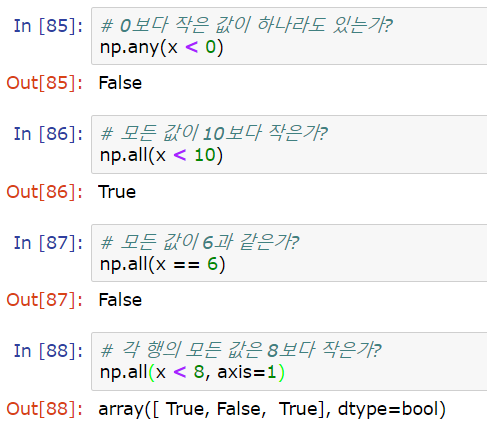 In [85]: # 0보다 작은 값이 하나라도 있는가?
np.any(x < 0)
Out[85]: False
In [86]: # 모든 값이 10보다 작은가?
np.all(x < 10)
Out[86]: True
In [87]: # 모든 값이 6과 같은가?
np.all(x == 6)
Out[87]: False
In [88]: # 각 행의 모든 값은 8보다 작은가?
np.all(x < 8, axis=1)
Out[88]: array([ True, False,  True], dtype=bool)